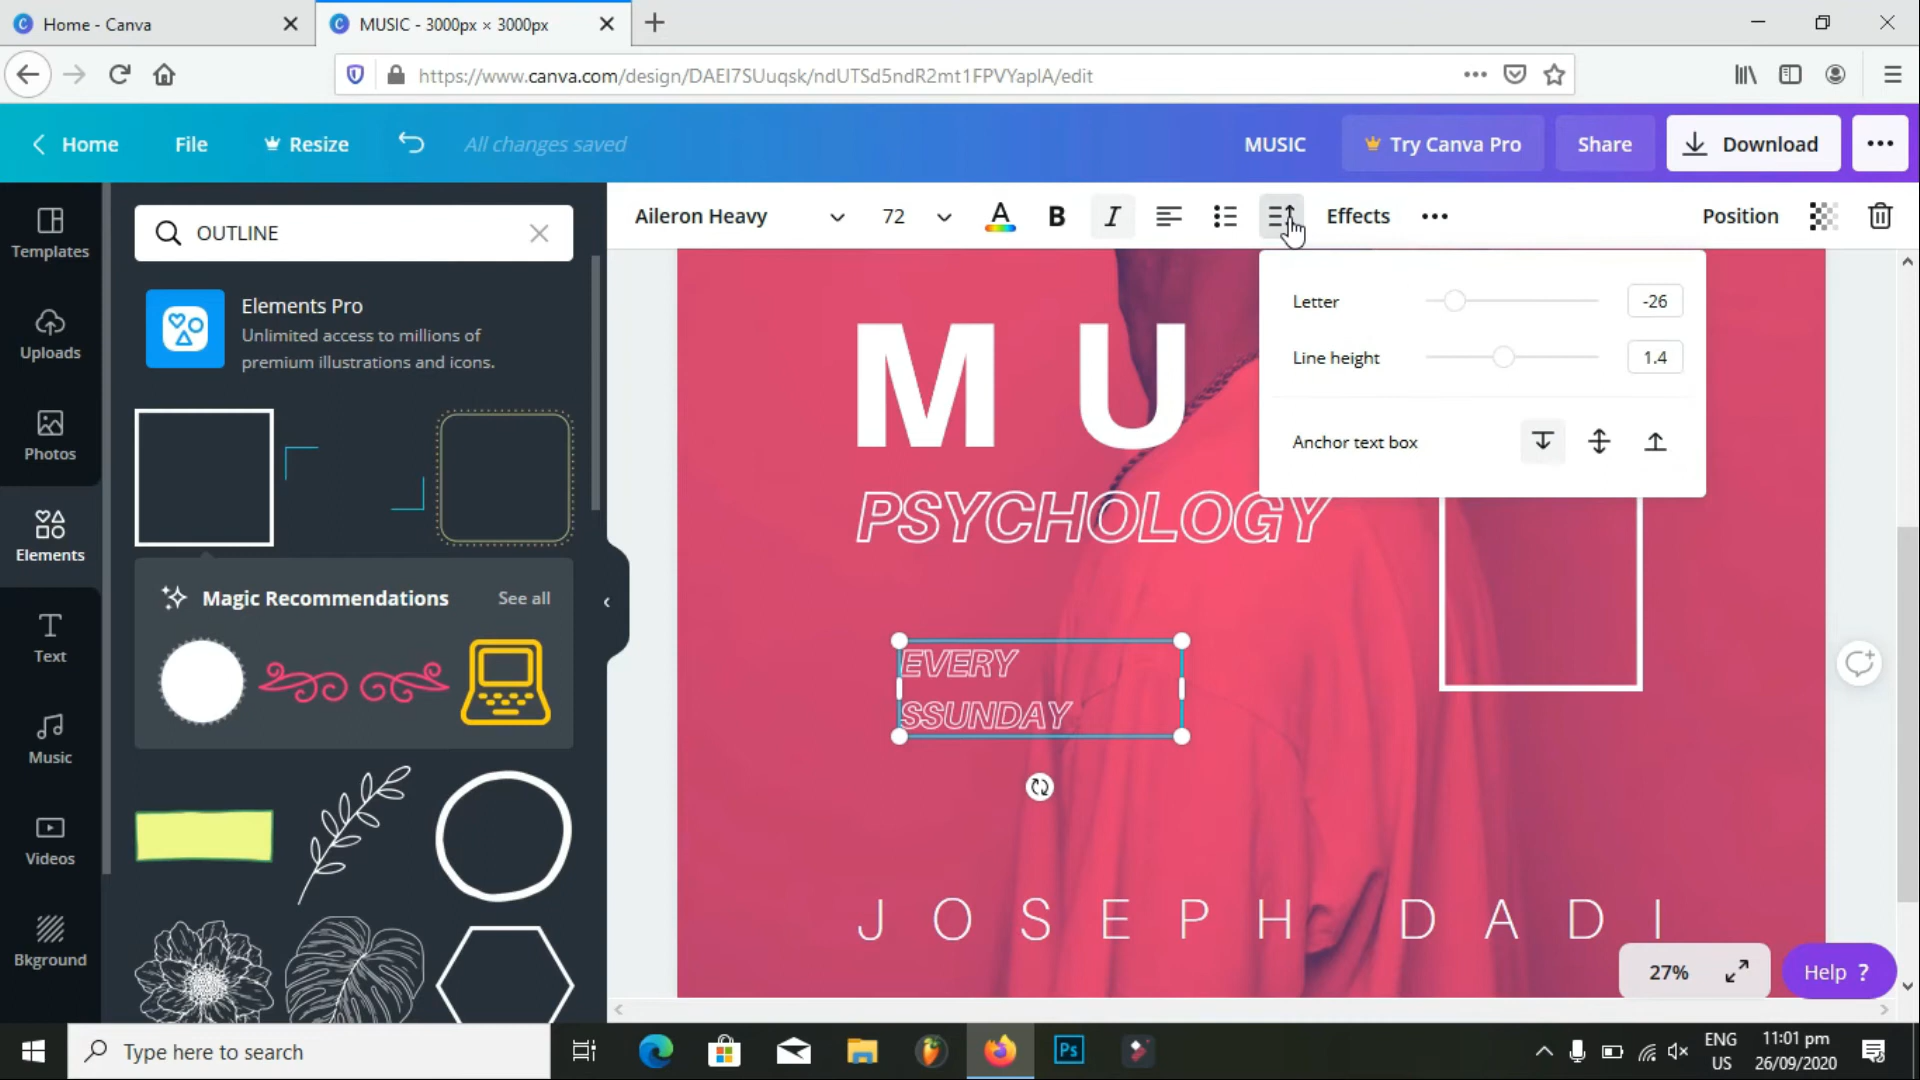 Home - Canva
MUSIC - 3000px × 3000px
https://www.canva.com/design/DAEI7SUuqsk/ndUTSd5ndR2mt1FPVYaplA/edit
Home
File
Resize
All changes saved
MUSIC
Try Canva Pro
Share
Download
Aileron Heavy
72
A
B
I
Effects
Position
Templates
Uploads
Photos
Elements
Text
Music
Videos
Bkground
OUTLINE
Elements Pro
Unlimited access to millions of
premium illustrations and icons.
Magic Recommendations
See all
Letter
-26
Line height
1.4
Anchor text box
M U
PSYCHOLOGY
EVERY
SSUNDAY
JOSEPH DADI
27%
Help ?
Type here to search
Ps
ENG
US
11:01 pm
26/09/2020